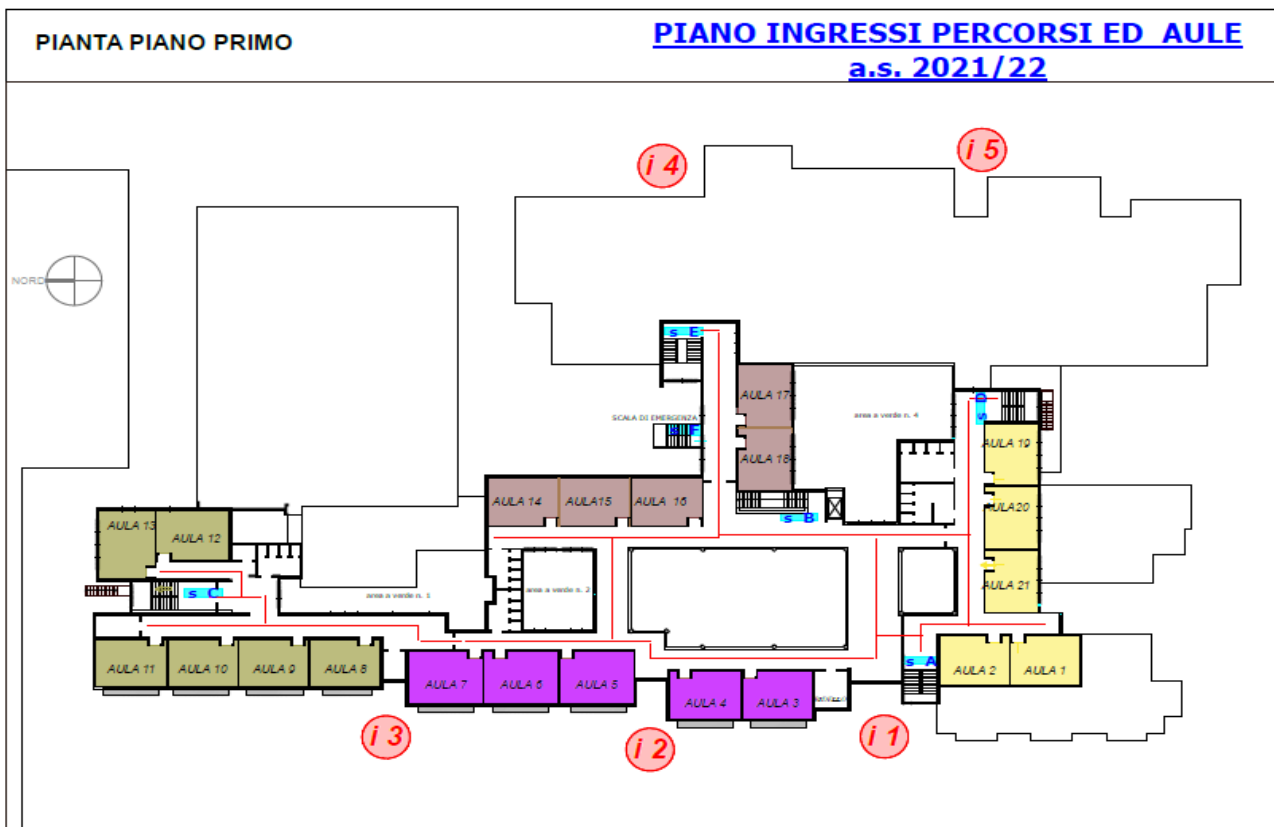 PIANTA PIANO PRIMO
PIANO INGRESSI PERCORSI ED AULE
a.s. 2021/22
i 4
i 5
NORD
s E
AULA 17
SCALA DI EMERGENZA
s F
area a verde n. 4
s D
AULA 19
AULA 18
AULA 14
AULA15
AULA 16
AULA20
s B
AULA 13
AULA 12
AULA 21
s C
area a verde n. 1
area a verde n. 2
AULA 11
AULA 10
AULA 9
AULA 8
AULA 7
AULA 6
AULA 5
AULA 4
AULA 3
s A
AULA 2
AULA 1
i 3
i 2
i 1